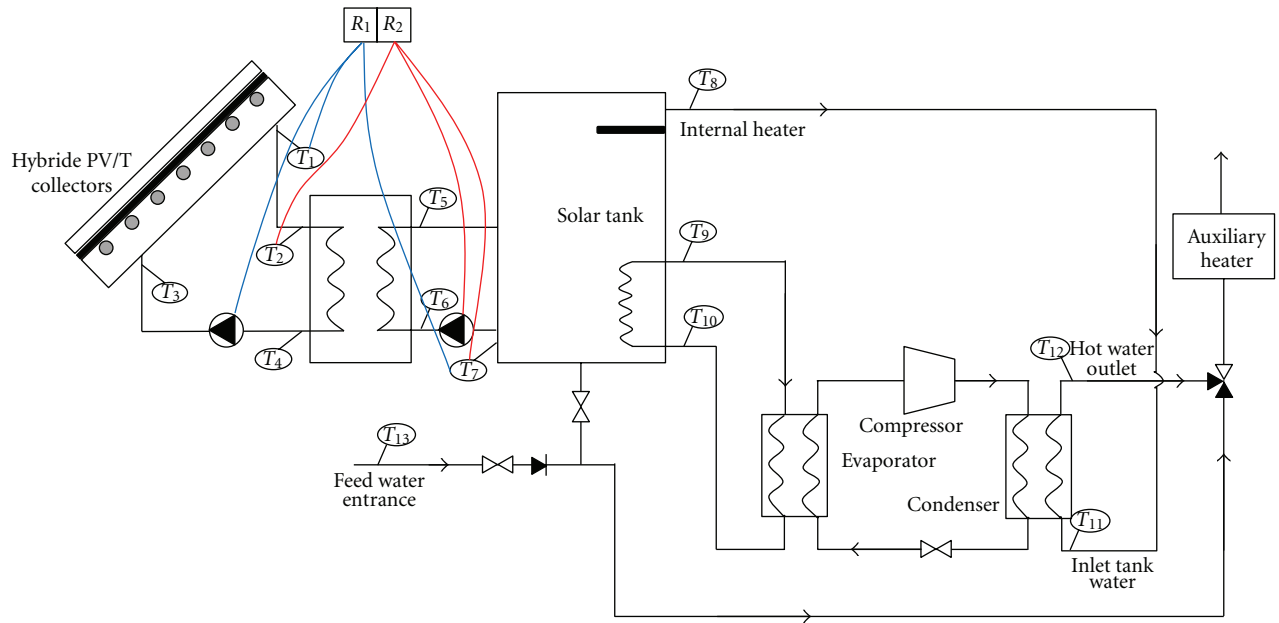 R1 R2
T8
Internal heater
Hybride PV/T
collectors
T1
T5
Solar tank
T2
T9
Auxiliary
heater
T3
T6
T10
T4
T7
T12
Hot water
outlet
Compressor
T13
Evaporator
Feed water
entrance
Condenser
T11
Inlet tank
water